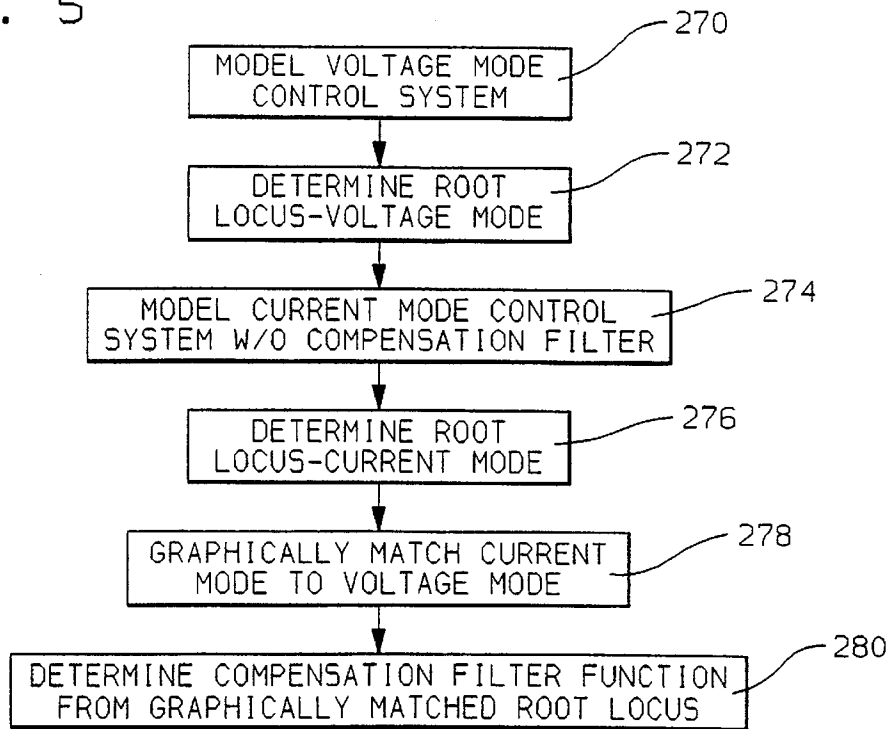 . 5
270
MODEL VOLTAGE MODE
CONTROL SYSTEM
272
DETERMINE ROOT
LOCUS-VOLTAGE MODE
274
MODEL CURRENT MODE CONTROL
SYSTEM W/O COMPENSATION FILTER
276
DETERMINE ROOT
LOCUS-CURRENT MODE
278
GRAPHICALLY MATCH CURRENT
MODE TO VOLTAGE MODE
280
DETERMINE COMPENSATION FILTER FUNCTION
FROM GRAPHICALLY MATCHED ROOT LOCUS